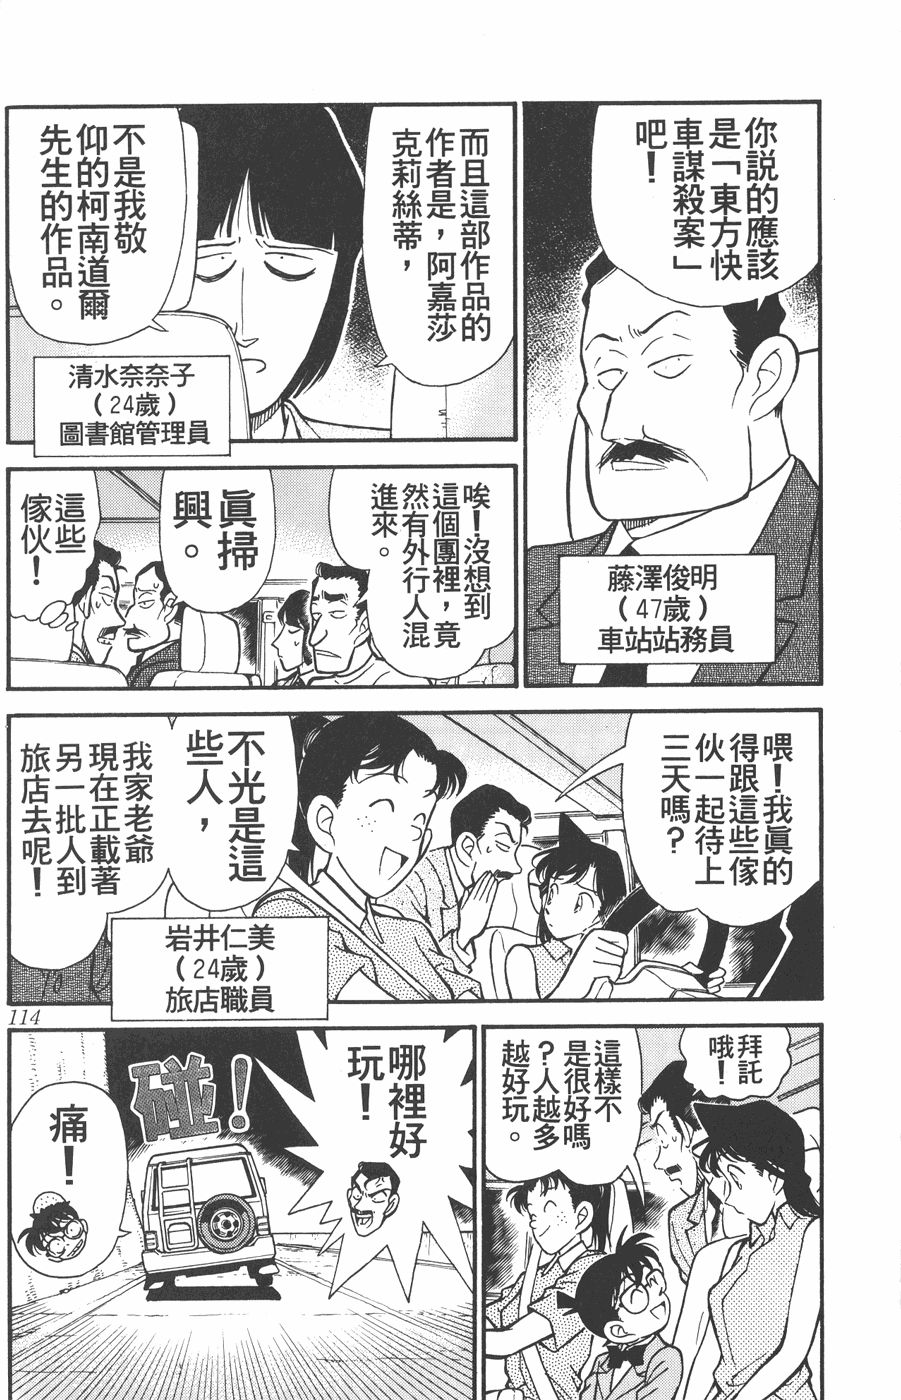 你說的應該
是「東方快
車謀殺案」
吧！
藤澤俊明
（47歲）
車站站務員
而且這部作品的
作者是，阿嘉莎
克莉絲蒂，
不是我敬
仰的柯南道爾
先生的作品。
清水奈奈子
（24歲）
圖書館管理員
唉！沒想到
這個團裡，竟
然有外行人混
進來。
眞掃
興。
這些
傢伙！
喂！我眞的
得跟這些傢
伙一起待上
三天嗎？
不光是這
些人，
我家老爺
現在正載著
另一批人到
旅店去呢！
岩井仁美
（24歲）
旅店職員
114
拜託
哦！
這樣不
是很好嗎
？人越多
越好玩。
哪裡好
玩！
碰！
痛！